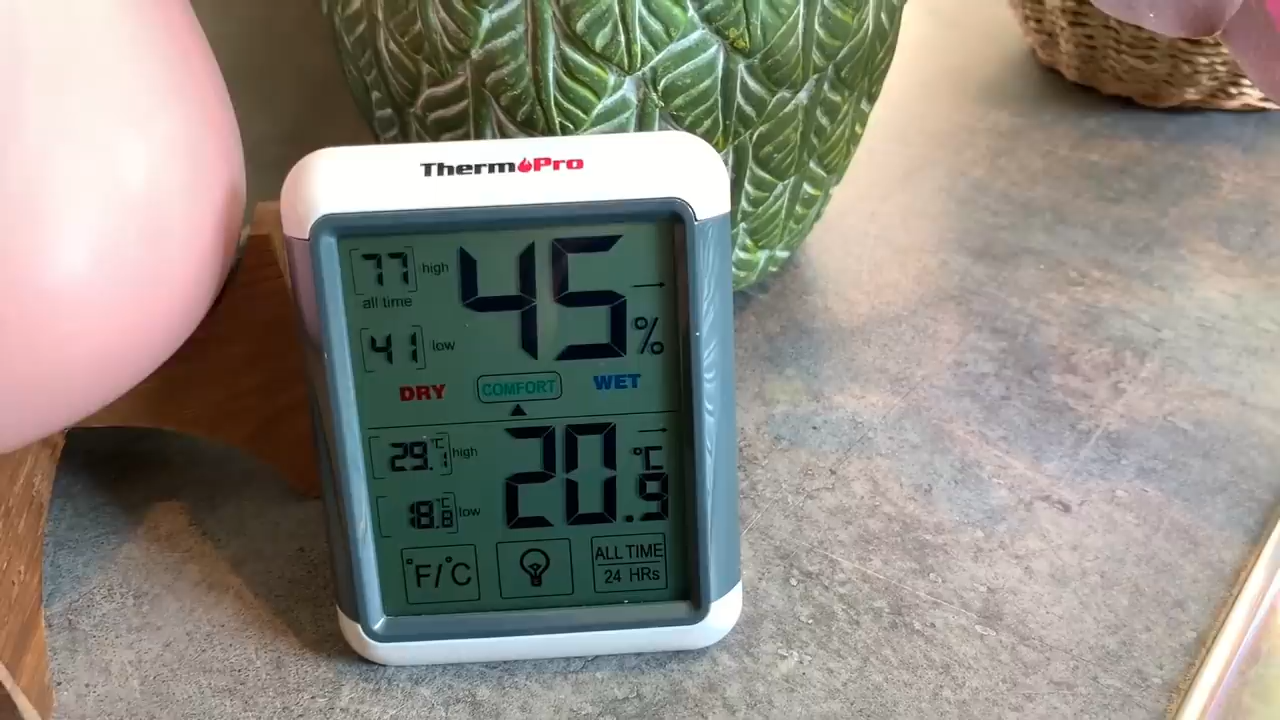 ThermoPro
77 high
45 %
all time
41 low
DRY COMFORT WET
29.1 °C high
20.9 °C
18.8 °C low
°F/°C
ALL TIME
24 HRs